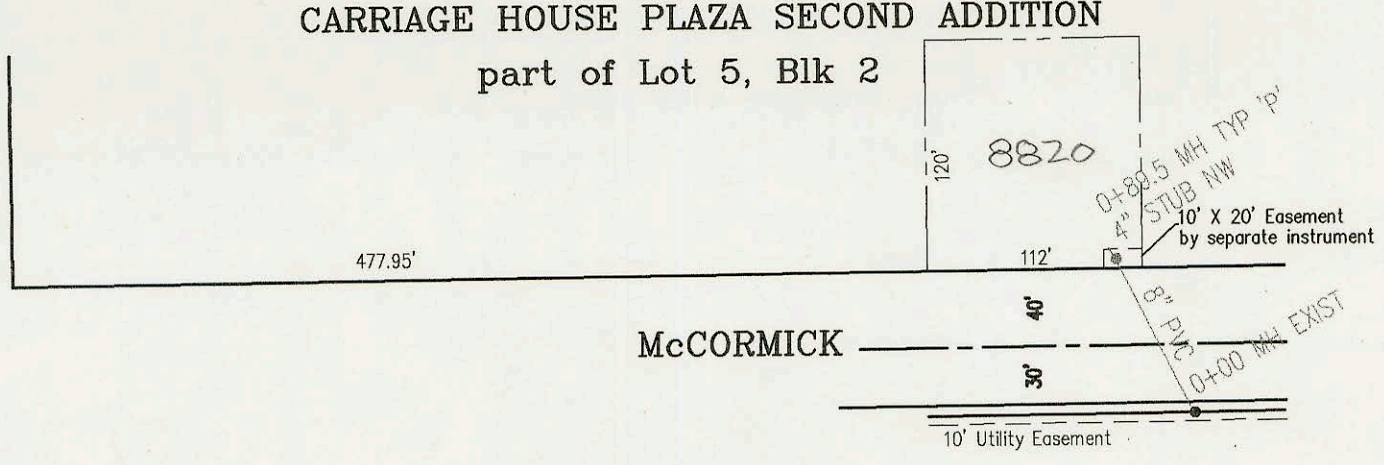 CARRIAGE HOUSE PLAZA SECOND ADDITION
part of Lot 5, Blk 2
120'
8820
0+89.5 MH TYP 'P'
4" STUB NW
10' X 20' Easement
by separate instrument
477.95'
112'
40'
8" PVC
McCORMICK
30'
0+00 MH EXIST
10' Utility Easement